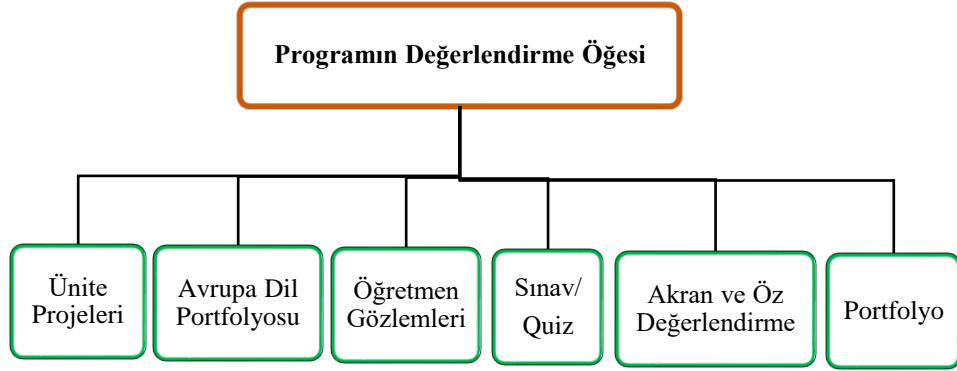 Programın Değerlendirme Öğesi
Ünite
Projeleri
Avrupa Dil
Portfolyosu
Öğretmen
Gözlemleri
Sınav/
Quiz
Akran ve Öz
Değerlendirme
Portfolyo